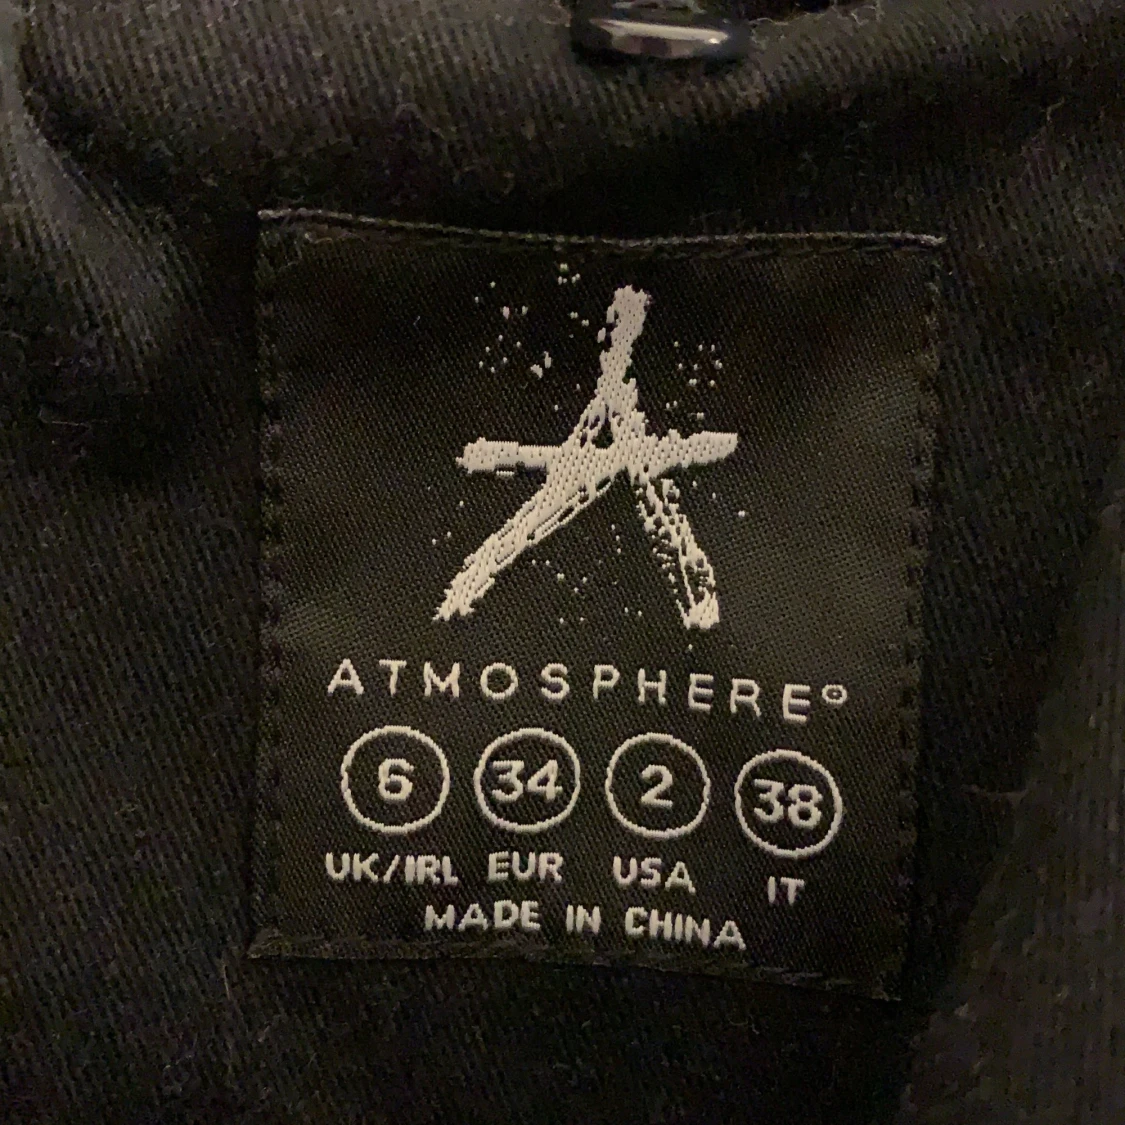 ATMOSPHERE©
6 34 2 38
UK/IRL EUR USA IT
MADE IN CHINA